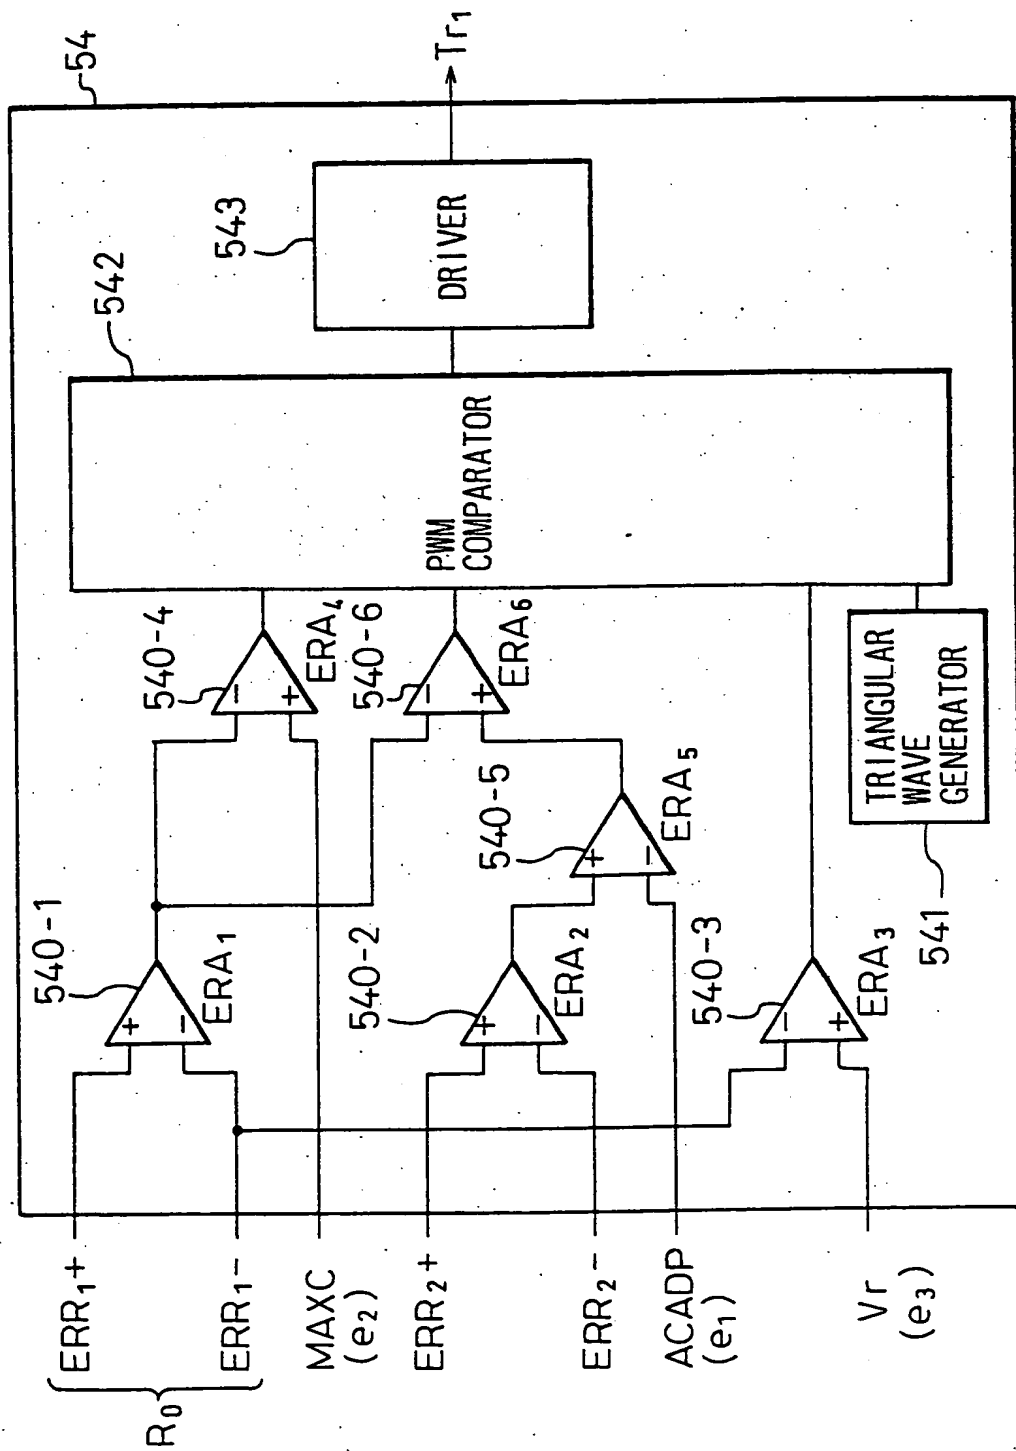 54
Tr1
543
DRIVER
542
PWM
COMPARATOR
540-4
−
+
ERA4
540-6
−
+
ERA6
540-5
+
−
ERA5
TRIANGULAR
WAVE
GENERATOR
541
540-1
+
−
ERA1
540-2
+
−
ERA2
540-3
−
+
ERA3
R0
ERR1+
ERR1−
MAXC
(e2)
ERR2+
ERR2−
ACADP
(e1)
Vr
(e3)